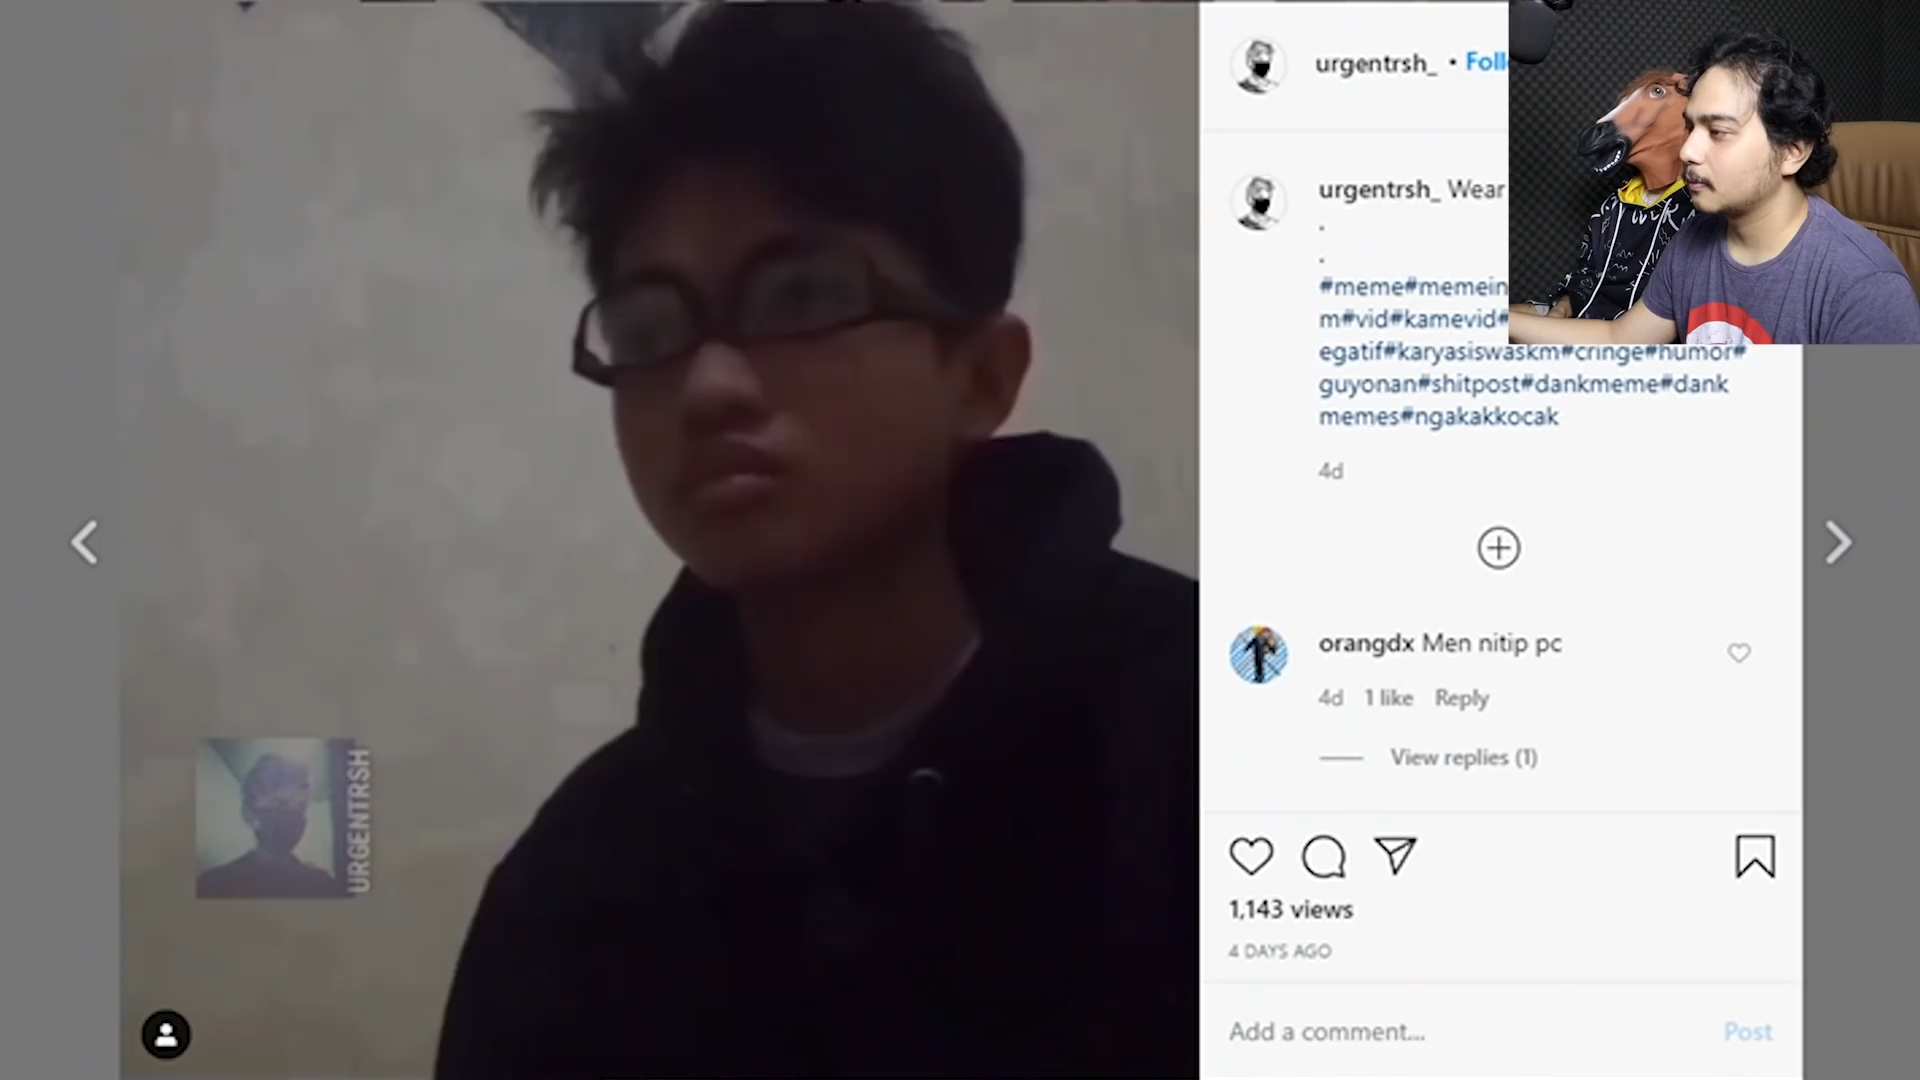 urgentrsh_ • Foll
urgentrsh_ Wear
.
.
#meme#memein
m#vid#kamevid#
egatif#karyasiswaskm#cringe#humor#
guyonan#shitpost#dankmeme#dank
memes#ngakakkocak
4d
orangdx Men nitip pc
4d 1 like Reply
View replies (1)
URGENTRSH
1,143 views
4 DAYS AGO
Add a comment... Post